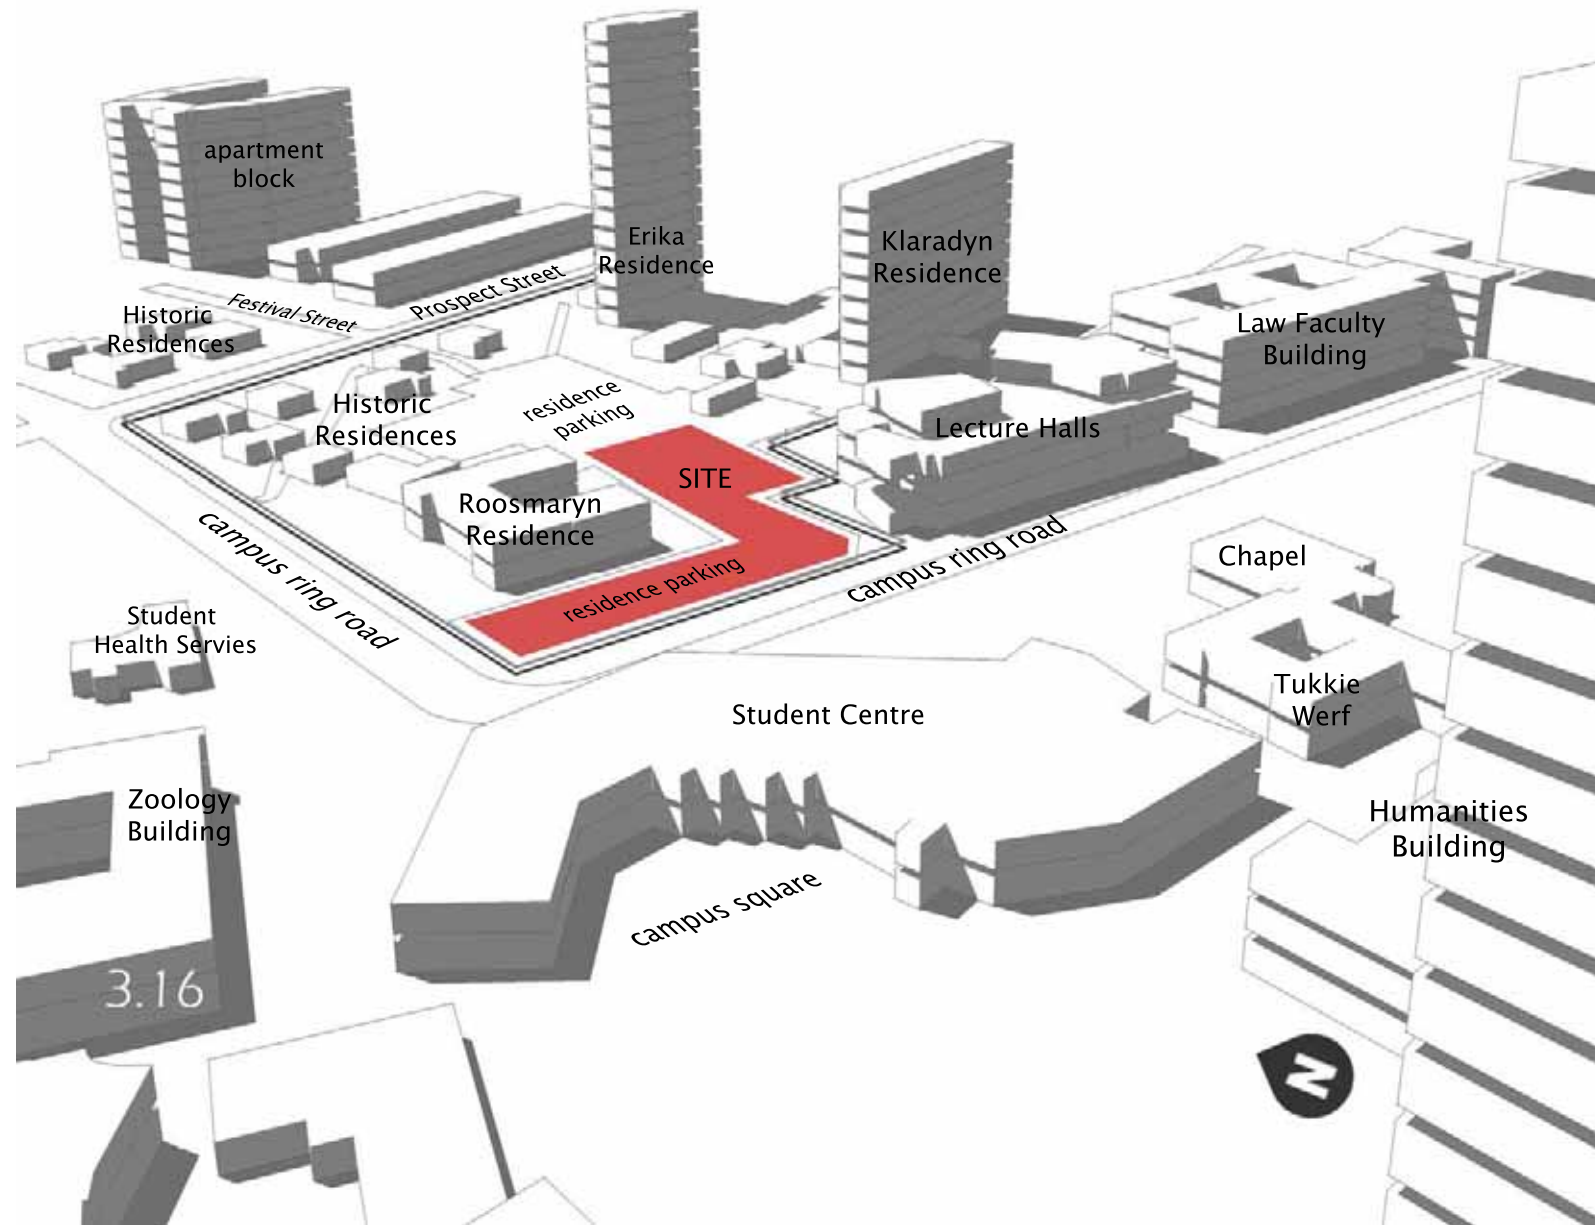 apartment
block
Erika
Residence
Klaradyn
Residence
Prospect Street
Festival Street
Historic
Residences
Law Faculty
Building
residence
parking
Historic
Residences
Lecture Halls
SITE
Roosmaryn
Residence
campus ring road
campus ring road
residence parking
Chapel
Student
Health Servies
Tukkie
Werf
Student Centre
Zoology
Building
Humanities
Building
campus square
3.16
N